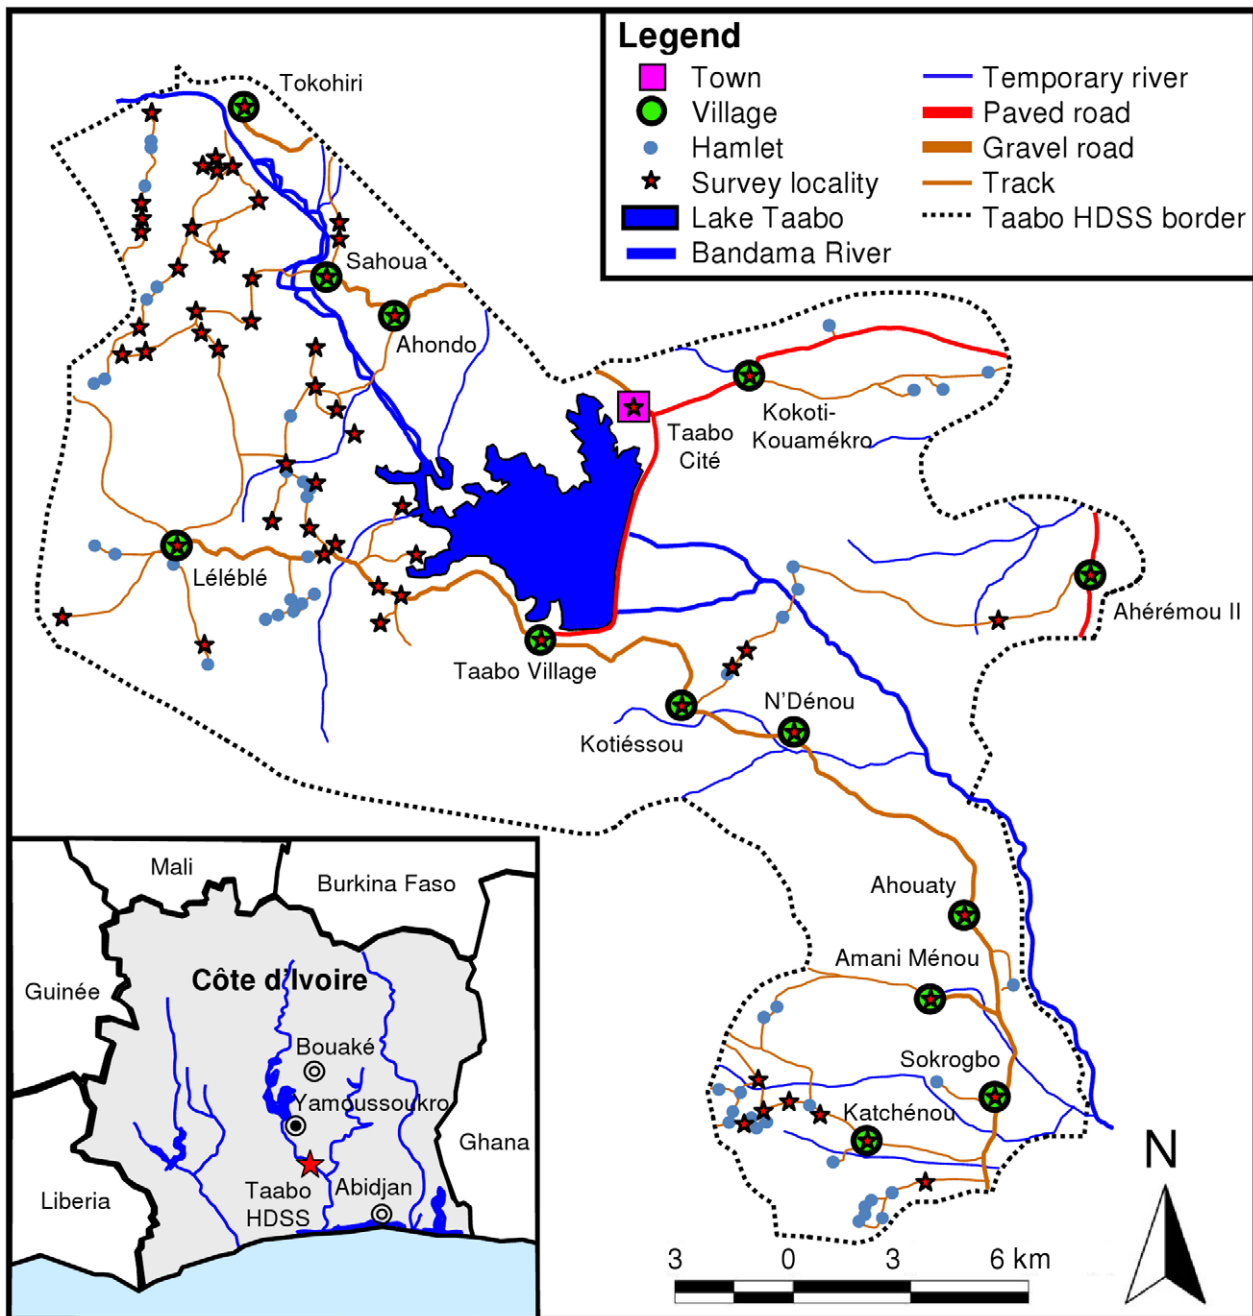 Legend
Town
Village
Hamlet
Survey locality
Lake Taabo
Bandama River
Temporary river
Paved road
Gravel road
Track
Taabo HDSS border
Tokohiri
Sahoua
Ahondo
Kokoti-
Kouamékro
Taabo
Cité
Léléblé
Ahérémou II
Taabo Village
N'Dénou
Kotiéssou
Ahouaty
Amani Ménou
Sokrogbo
Katchénou
Mali
Burkina Faso
Guinée
Côte d'Ivoire
Bouaké
Yamoussoukro
Ghana
Liberia
Taabo
HDSS
Abidjan
N
3 0 3 6 km